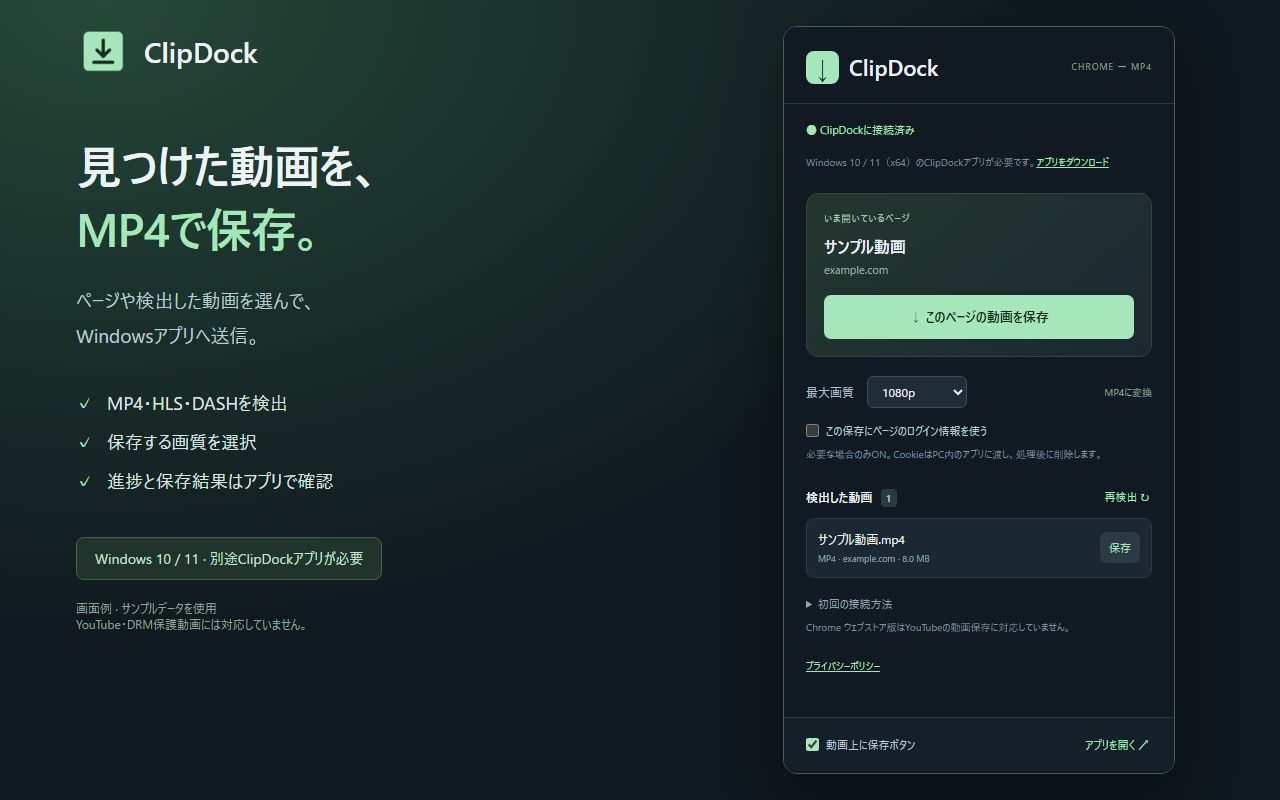 ClipDock
見つけた動画を、
MP4で保存。
ページや検出した動画を選んで、
Windowsアプリへ送信。
✓ MP4・HLS・DASHを検出
✓ 保存する画質を選択
✓ 進捗と保存結果はアプリで確認
Windows 10 / 11 · 別途ClipDockアプリが必要
画面例 · サンプルデータを使用
YouTube・DRM保護動画には対応していません。
↓ ClipDock CHROME → MP4
ClipDockに接続済み
Windows 10 / 11（x64）のClipDockアプリが必要です。アプリをダウンロード
いま開いているページ
サンプル動画
example.com
↓ このページの動画を保存
最大画質 1080p MP4に変換
この保存にページのログイン情報を使う
必要な場合のみON。CookieはPC内のアプリに渡し、処理後に削除します。
検出した動画 1 再検出 ↻
サンプル動画.mp4
MP4 · example.com · 8.0 MB
保存
▶ 初回の接続方法
Chrome ウェブストア版はYouTubeの動画保存に対応していません。
プライバシーポリシー
動画上に保存ボタン アプリを開く ↗